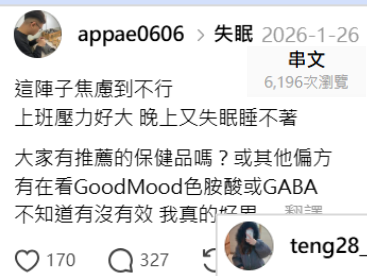 appae0606 > 失眠 2026-1-26
串文
6,196次瀏覽
這陣子焦慮到不行
上班壓力好大 晚上又失眠睡不著
大家有推薦的保健品嗎？或其他偏方
有在看GoodMood色胺酸或GABA
不知道有沒有效 我真的好累 翻譯
170 327
teng28_